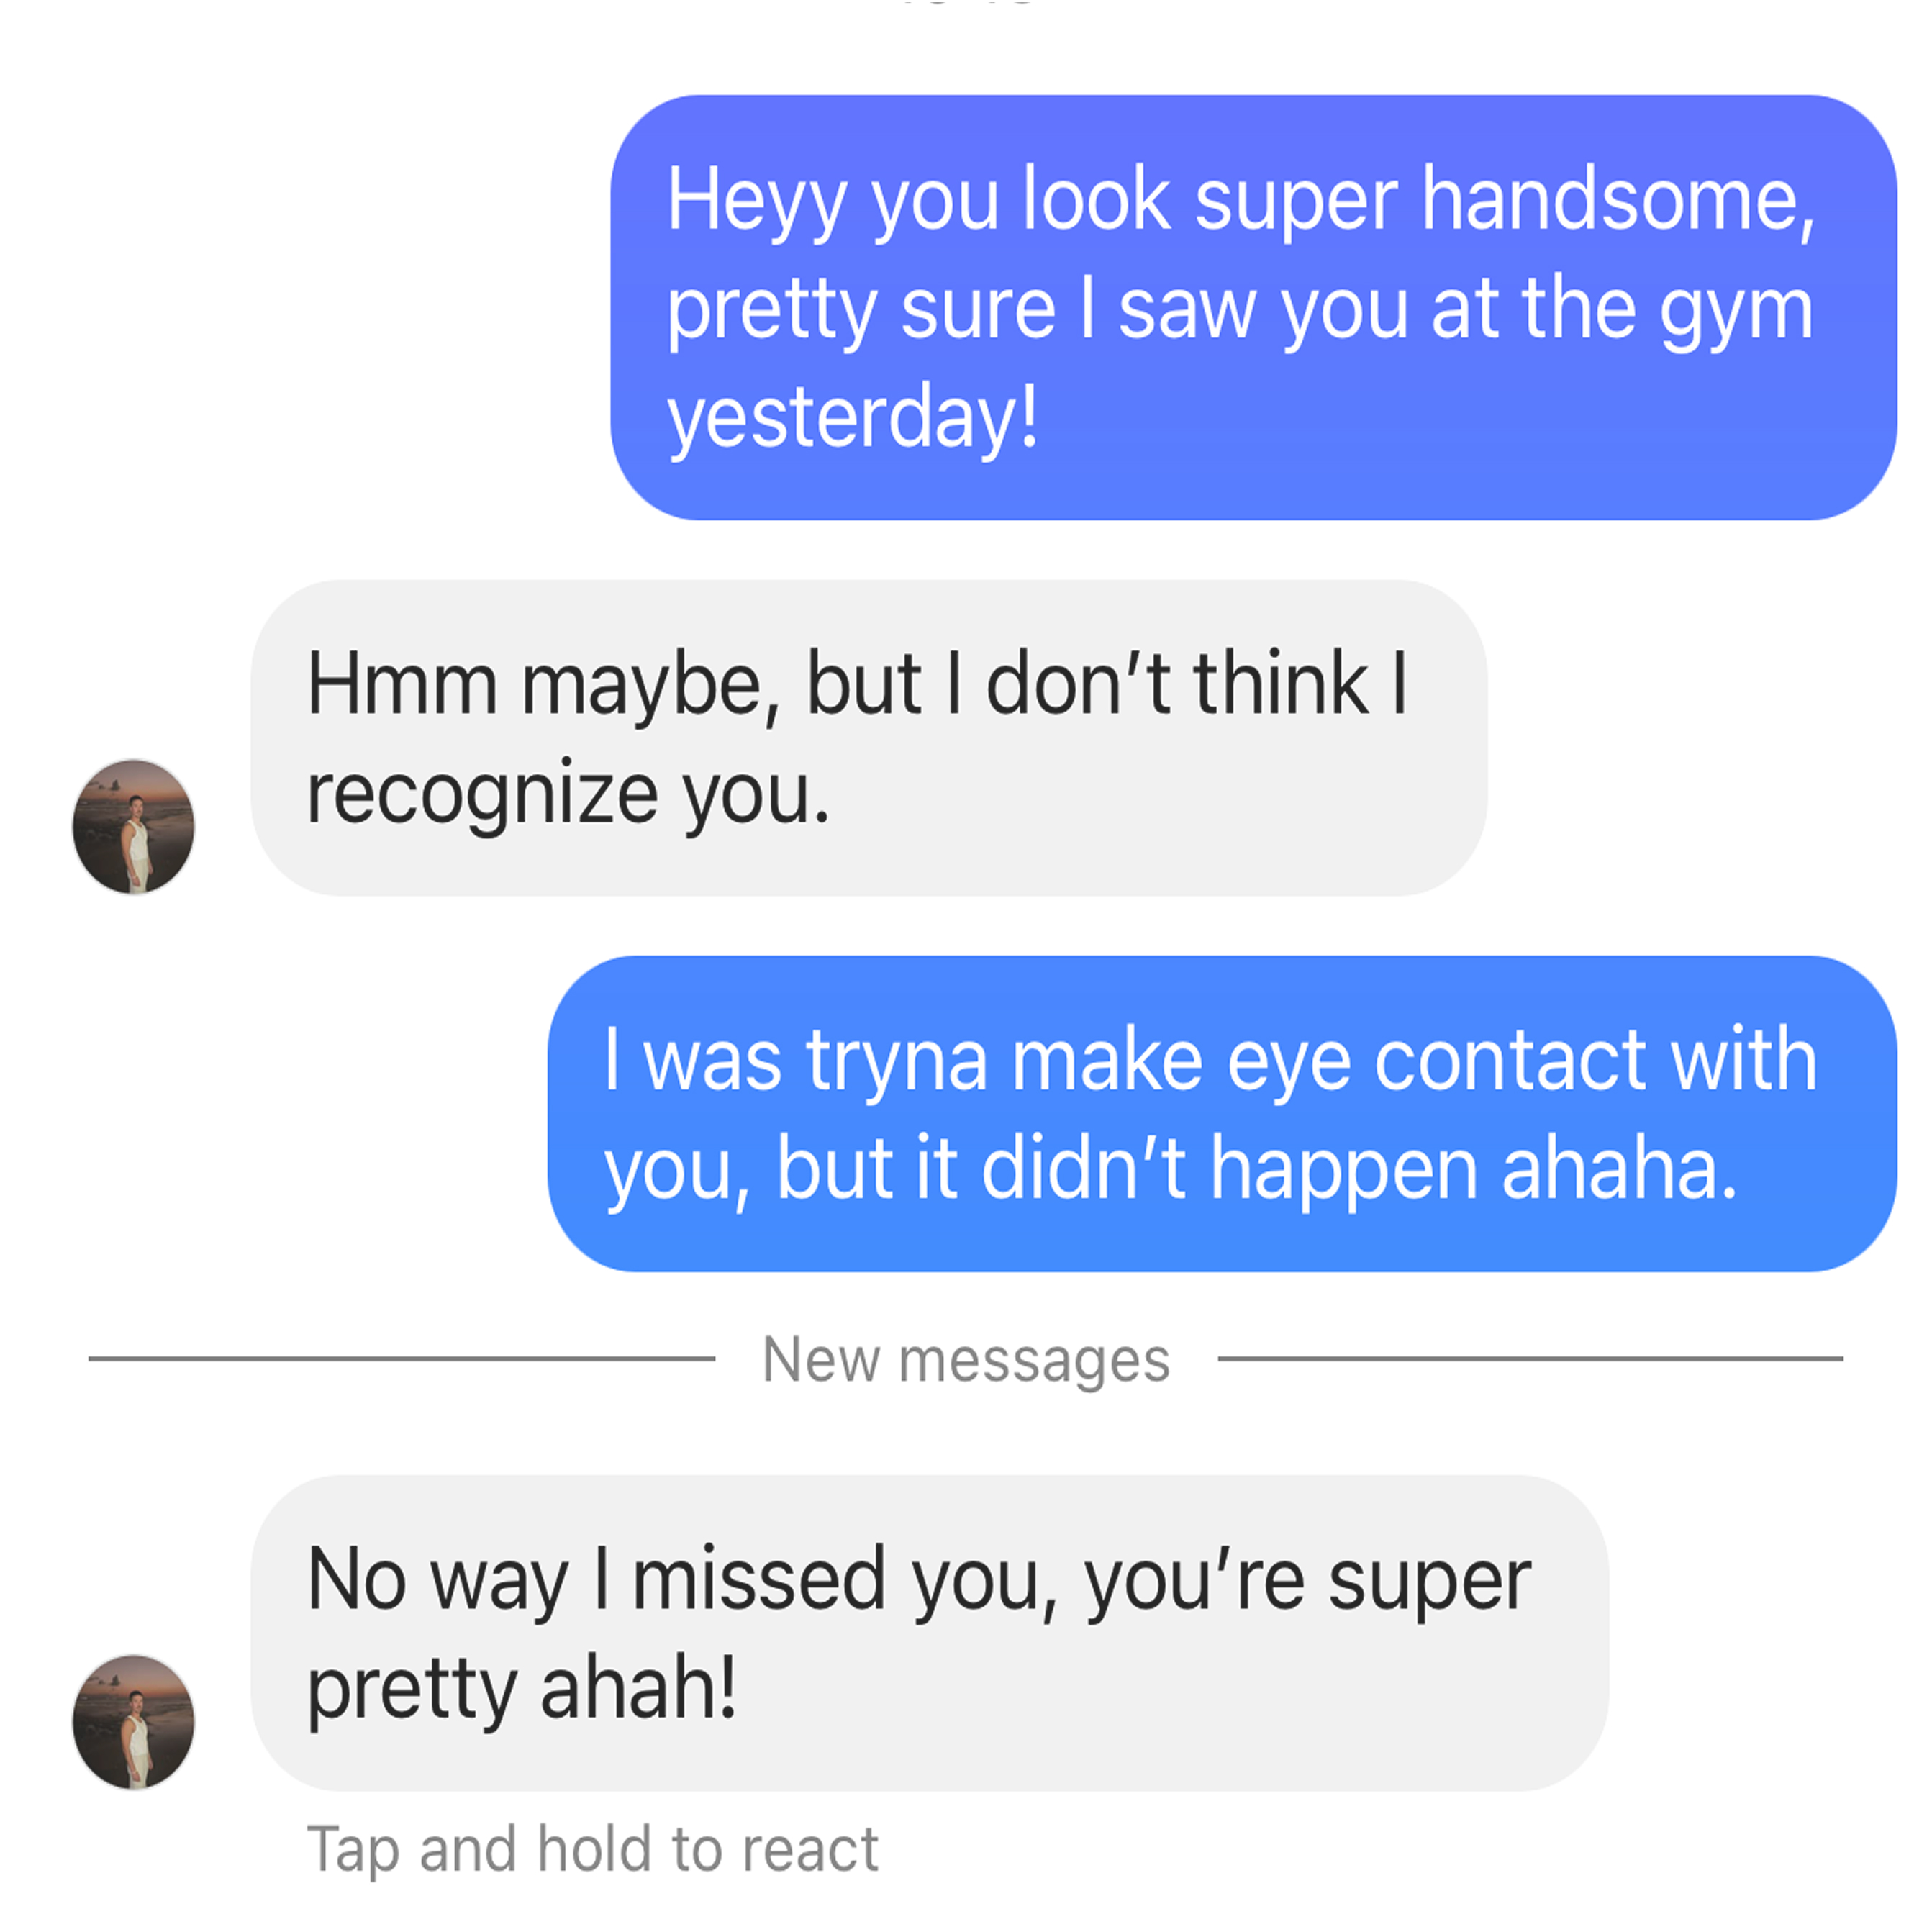 Heyy you look super handsome,
pretty sure I saw you at the gym
yesterday!
Hmm maybe, but I don’t think I
recognize you.
I was tryna make eye contact with
you, but it didn’t happen ahaha.
New messages
No way I missed you, you’re super
pretty ahah!
Tap and hold to react